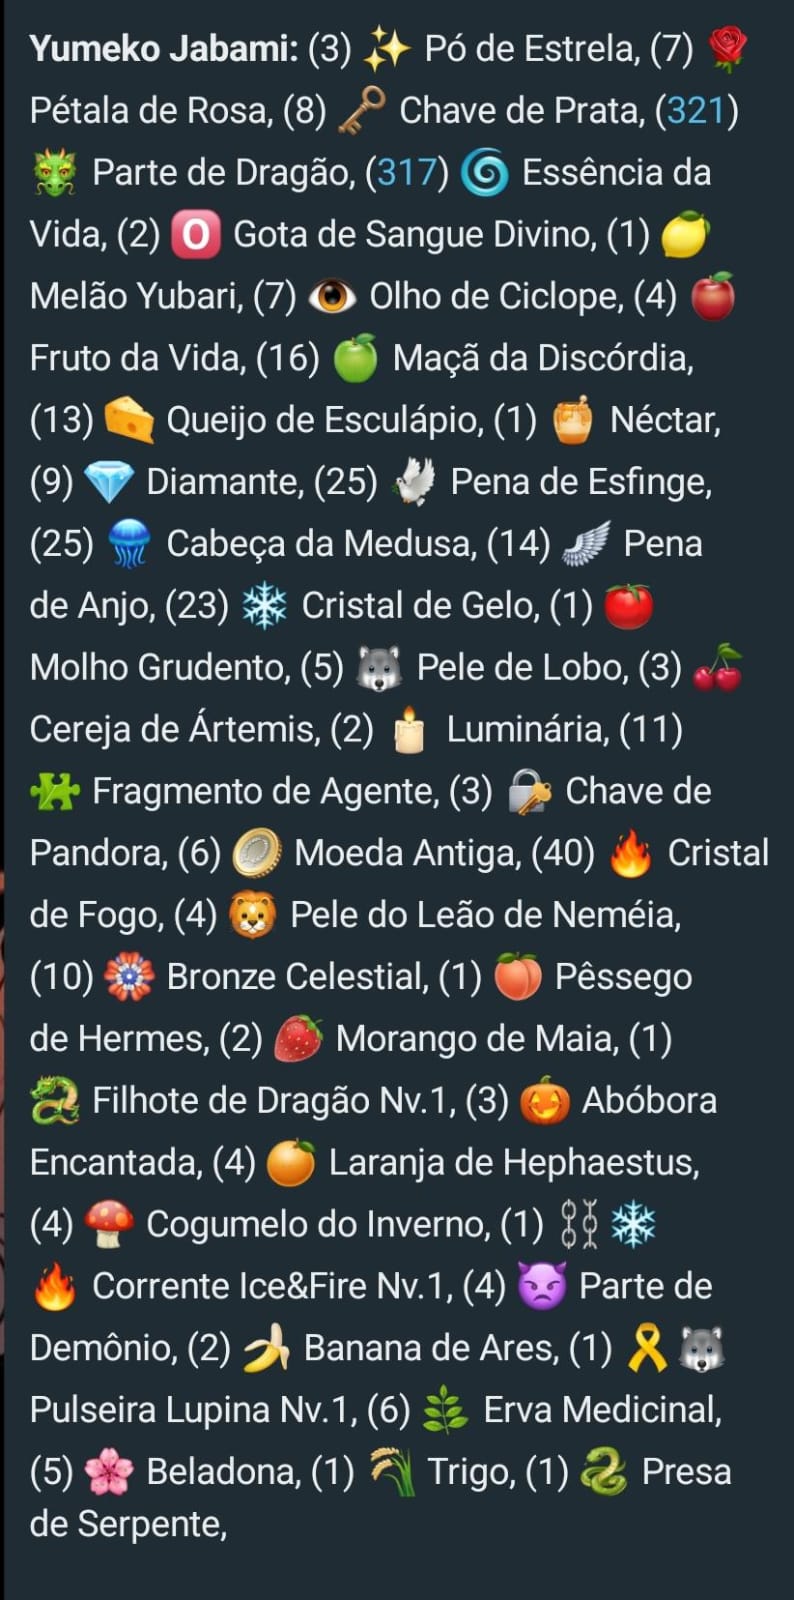 Yumeko Jabami: (3) ✨ Pó de Estrela, (7) 🌹
Pétala de Rosa, (8) 🗝️ Chave de Prata, (321)
🐲 Parte de Dragão, (317) 🌀 Essência da
Vida, (2) 🅾️ Gota de Sangue Divino, (1) 🍋
Melão Yubari, (7) 👁️ Olho de Ciclope, (4) 🍎
Fruto da Vida, (16) 🍏 Maçã da Discórdia,
(13) 🧀 Queijo de Esculápio, (1) 🍯 Néctar,
(9) 💎 Diamante, (25) 🕊️ Pena de Esfinge,
(25) 🪼 Cabeça da Medusa, (14) 🪽 Pena
de Anjo, (23) ❄️ Cristal de Gelo, (1) 🍅
Molho Grudento, (5) 🐺 Pele de Lobo, (3) 🍒
Cereja de Ártemis, (2) 🕯️ Luminária, (11)
🧩 Fragmento de Agente, (3) 🔐 Chave de
Pandora, (6) 🪙 Moeda Antiga, (40) 🔥 Cristal
de Fogo, (4) 🦁 Pele do Leão de Neméia,
(10) 🏵️ Bronze Celestial, (1) 🍑 Pêssego
de Hermes, (2) 🍓 Morango de Maia, (1)
🐉 Filhote de Dragão Nv.1, (3) 🎃 Abóbora
Encantada, (4) 🍊 Laranja de Hephaestus,
(4) 🍄 Cogumelo do Inverno, (1) ⛓️❄️
🔥 Corrente Ice&Fire Nv.1, (4) 👿 Parte de
Demônio, (2) 🍌 Banana de Ares, (1) 🎗️🐺
Pulseira Lupina Nv.1, (6) 🌿 Erva Medicinal,
(5) 🌸 Beladona, (1) 🌾 Trigo, (1) 🐍 Presa
de Serpente,